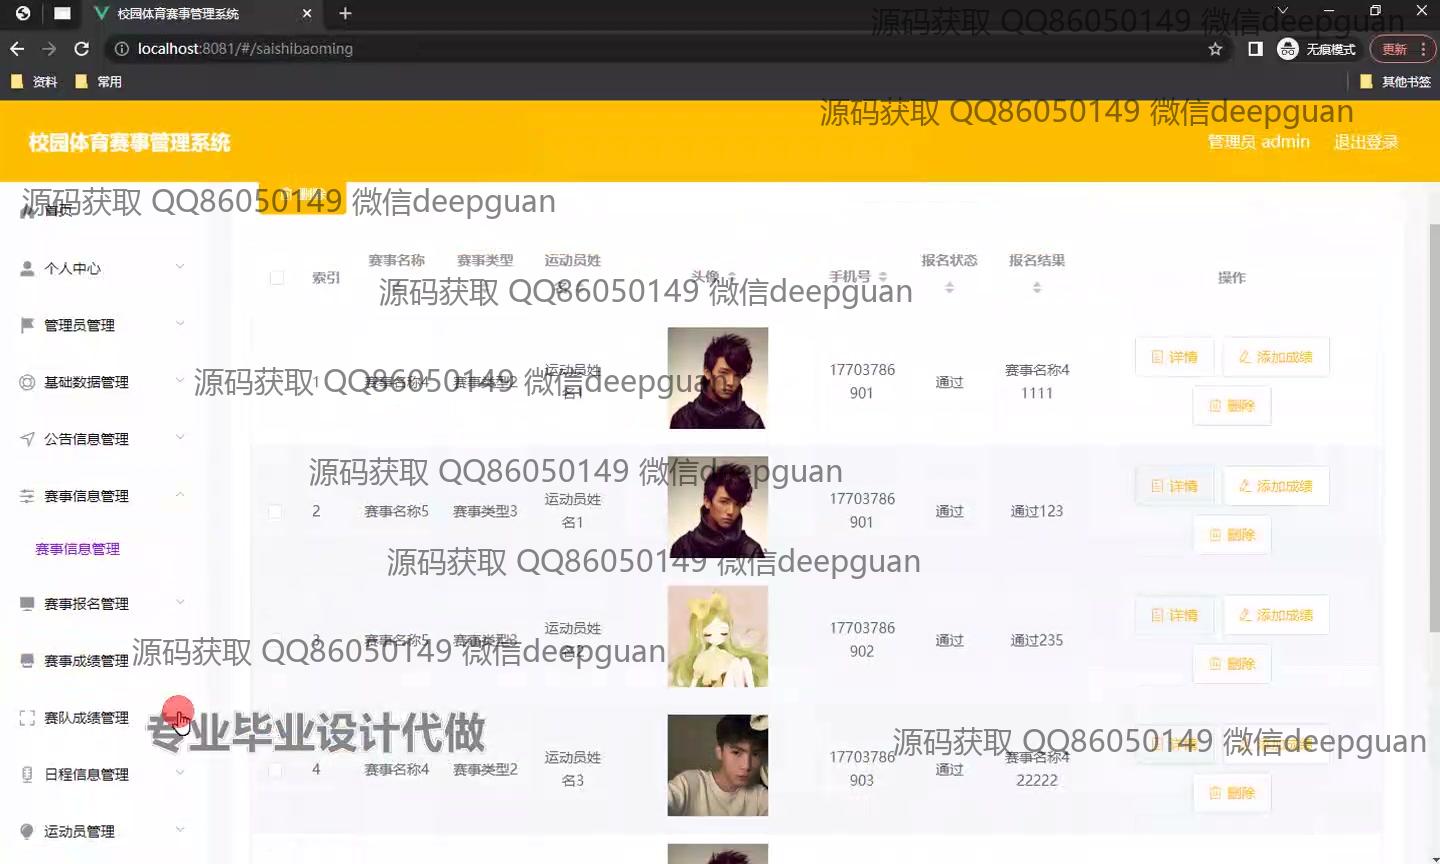 校园体育赛事管理系统
源码获取 QQ86050149 微信deepguan
localhost:8081/#/saishibaoming
无痕模式
更新
资料
常用
其他书签
源码获取 QQ86050149 微信deepguan
校园体育赛事管理系统
管理员 admin
退出登录
源码获取 QQ86050149 微信deepguan
删除
首页
个人中心
管理员管理
基础数据管理
公告信息管理
赛事信息管理
赛事信息管理
赛事报名管理
赛事成绩管理
赛队成绩管理
日程信息管理
运动员管理
索引
赛事名称
赛事类型
运动员姓
头像
手机号
报名状态
报名结果
操作
源码获取 QQ86050149 微信deepguan
1
赛事名称4
赛事类型2
运动员姓
名1
17703786
901
通过
赛事名称4
1111
详情
添加成绩
删除
源码获取 QQ86050149 微信deepguan
源码获取 QQ86050149 微信deepguan
2
赛事名称5
赛事类型3
运动员姓
名1
17703786
901
通过
通过123
详情
添加成绩
删除
源码获取 QQ86050149 微信deepguan
3
赛事名称5
赛事类型3
运动员姓
名2
17703786
902
通过
通过235
详情
添加成绩
删除
源码获取 QQ86050149 微信deepguan
专业毕业设计代做
源码获取 QQ86050149 微信deepguan
4
赛事名称4
赛事类型2
运动员姓
名3
17703786
903
通过
赛事名称4
22222
详情
添加成绩
删除